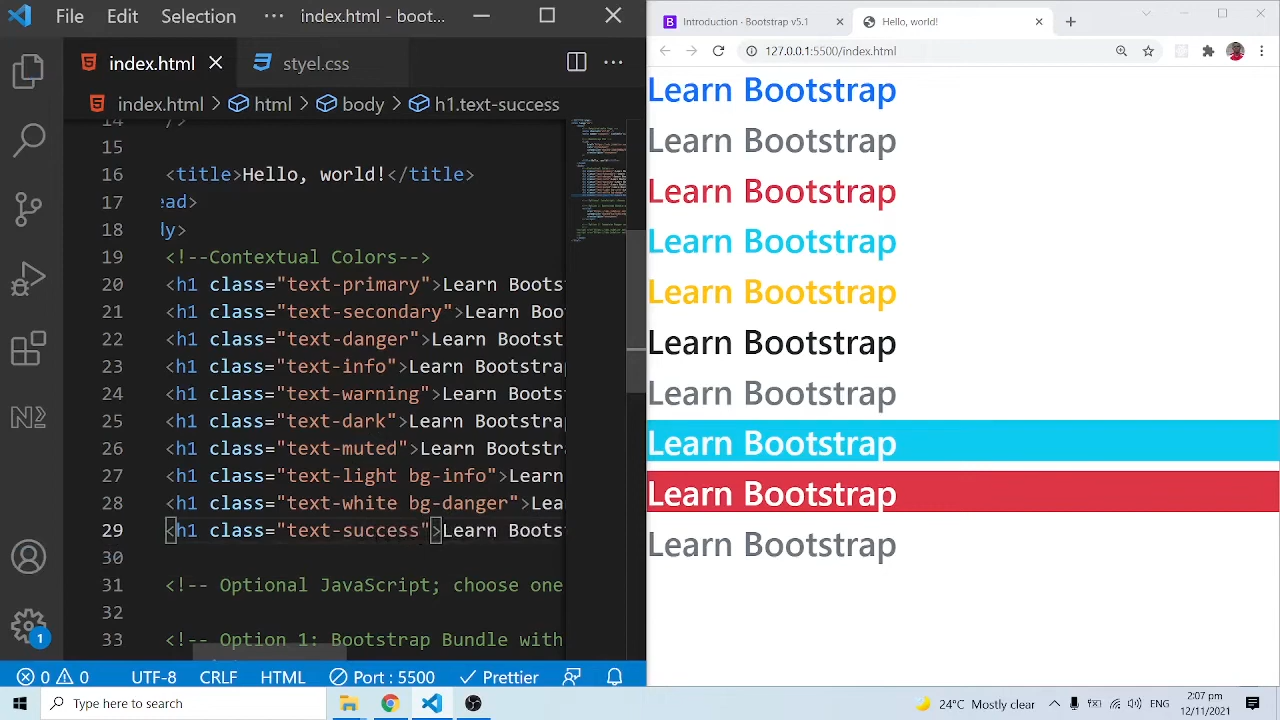 File Edit Selection ··· index.html - 5. ...
index.html styel.css ···
index.html > html > body > h1.text-success
14 />
15
16 <title>Hello, world!</title>
17 :ad>
18 ly>
19 <!--Contextual Colors-->
20 <h1 class="text-primary">Learn Boots
21 <h1 class="text-secondary">Learn Boo
22 <h1 class="text-danger">Learn Bootst
23 <h1 class="text-info">Learn Bootstrap
24 <h1 class="text-warning">Learn Boots
25 <h1 class="text-dark">Learn Bootstra
26 <h1 class="text-muted">Learn Bootstr
27 <h1 class="text-light bg-info">Learn
28 <h1 class="text-white bg-danger ">Lea
29 <h1 class="text-success">Learn Boots
30
31 <!-- Optional JavaScript; choose one
32
33 <!-- Option 1: Bootstrap Bundle with
1
0 0 UTF-8 CRLF HTML Port : 5500 Prettier
B Introduction · Bootstrap v5.1 Hello, world!
127.0.0.1:5500/index.html
Learn Bootstrap
Learn Bootstrap
Learn Bootstrap
Learn Bootstrap
Learn Bootstrap
Learn Bootstrap
Learn Bootstrap
Learn Bootstrap
Learn Bootstrap
Learn Bootstrap
Type here to search 24°C Mostly clear ENG 2:07 pm
12/11/2021